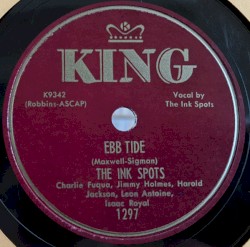 KING
K9342
(Robbins-ASCAP)
Vocal by
The Ink Spots
EBB TIDE
(Maxwell-Sigman)
THE INK SPOTS
Charlie Fuqua, Jimmy Holmes, Harold
Jackson, Leon Antoine,
Isaac Royal
1297